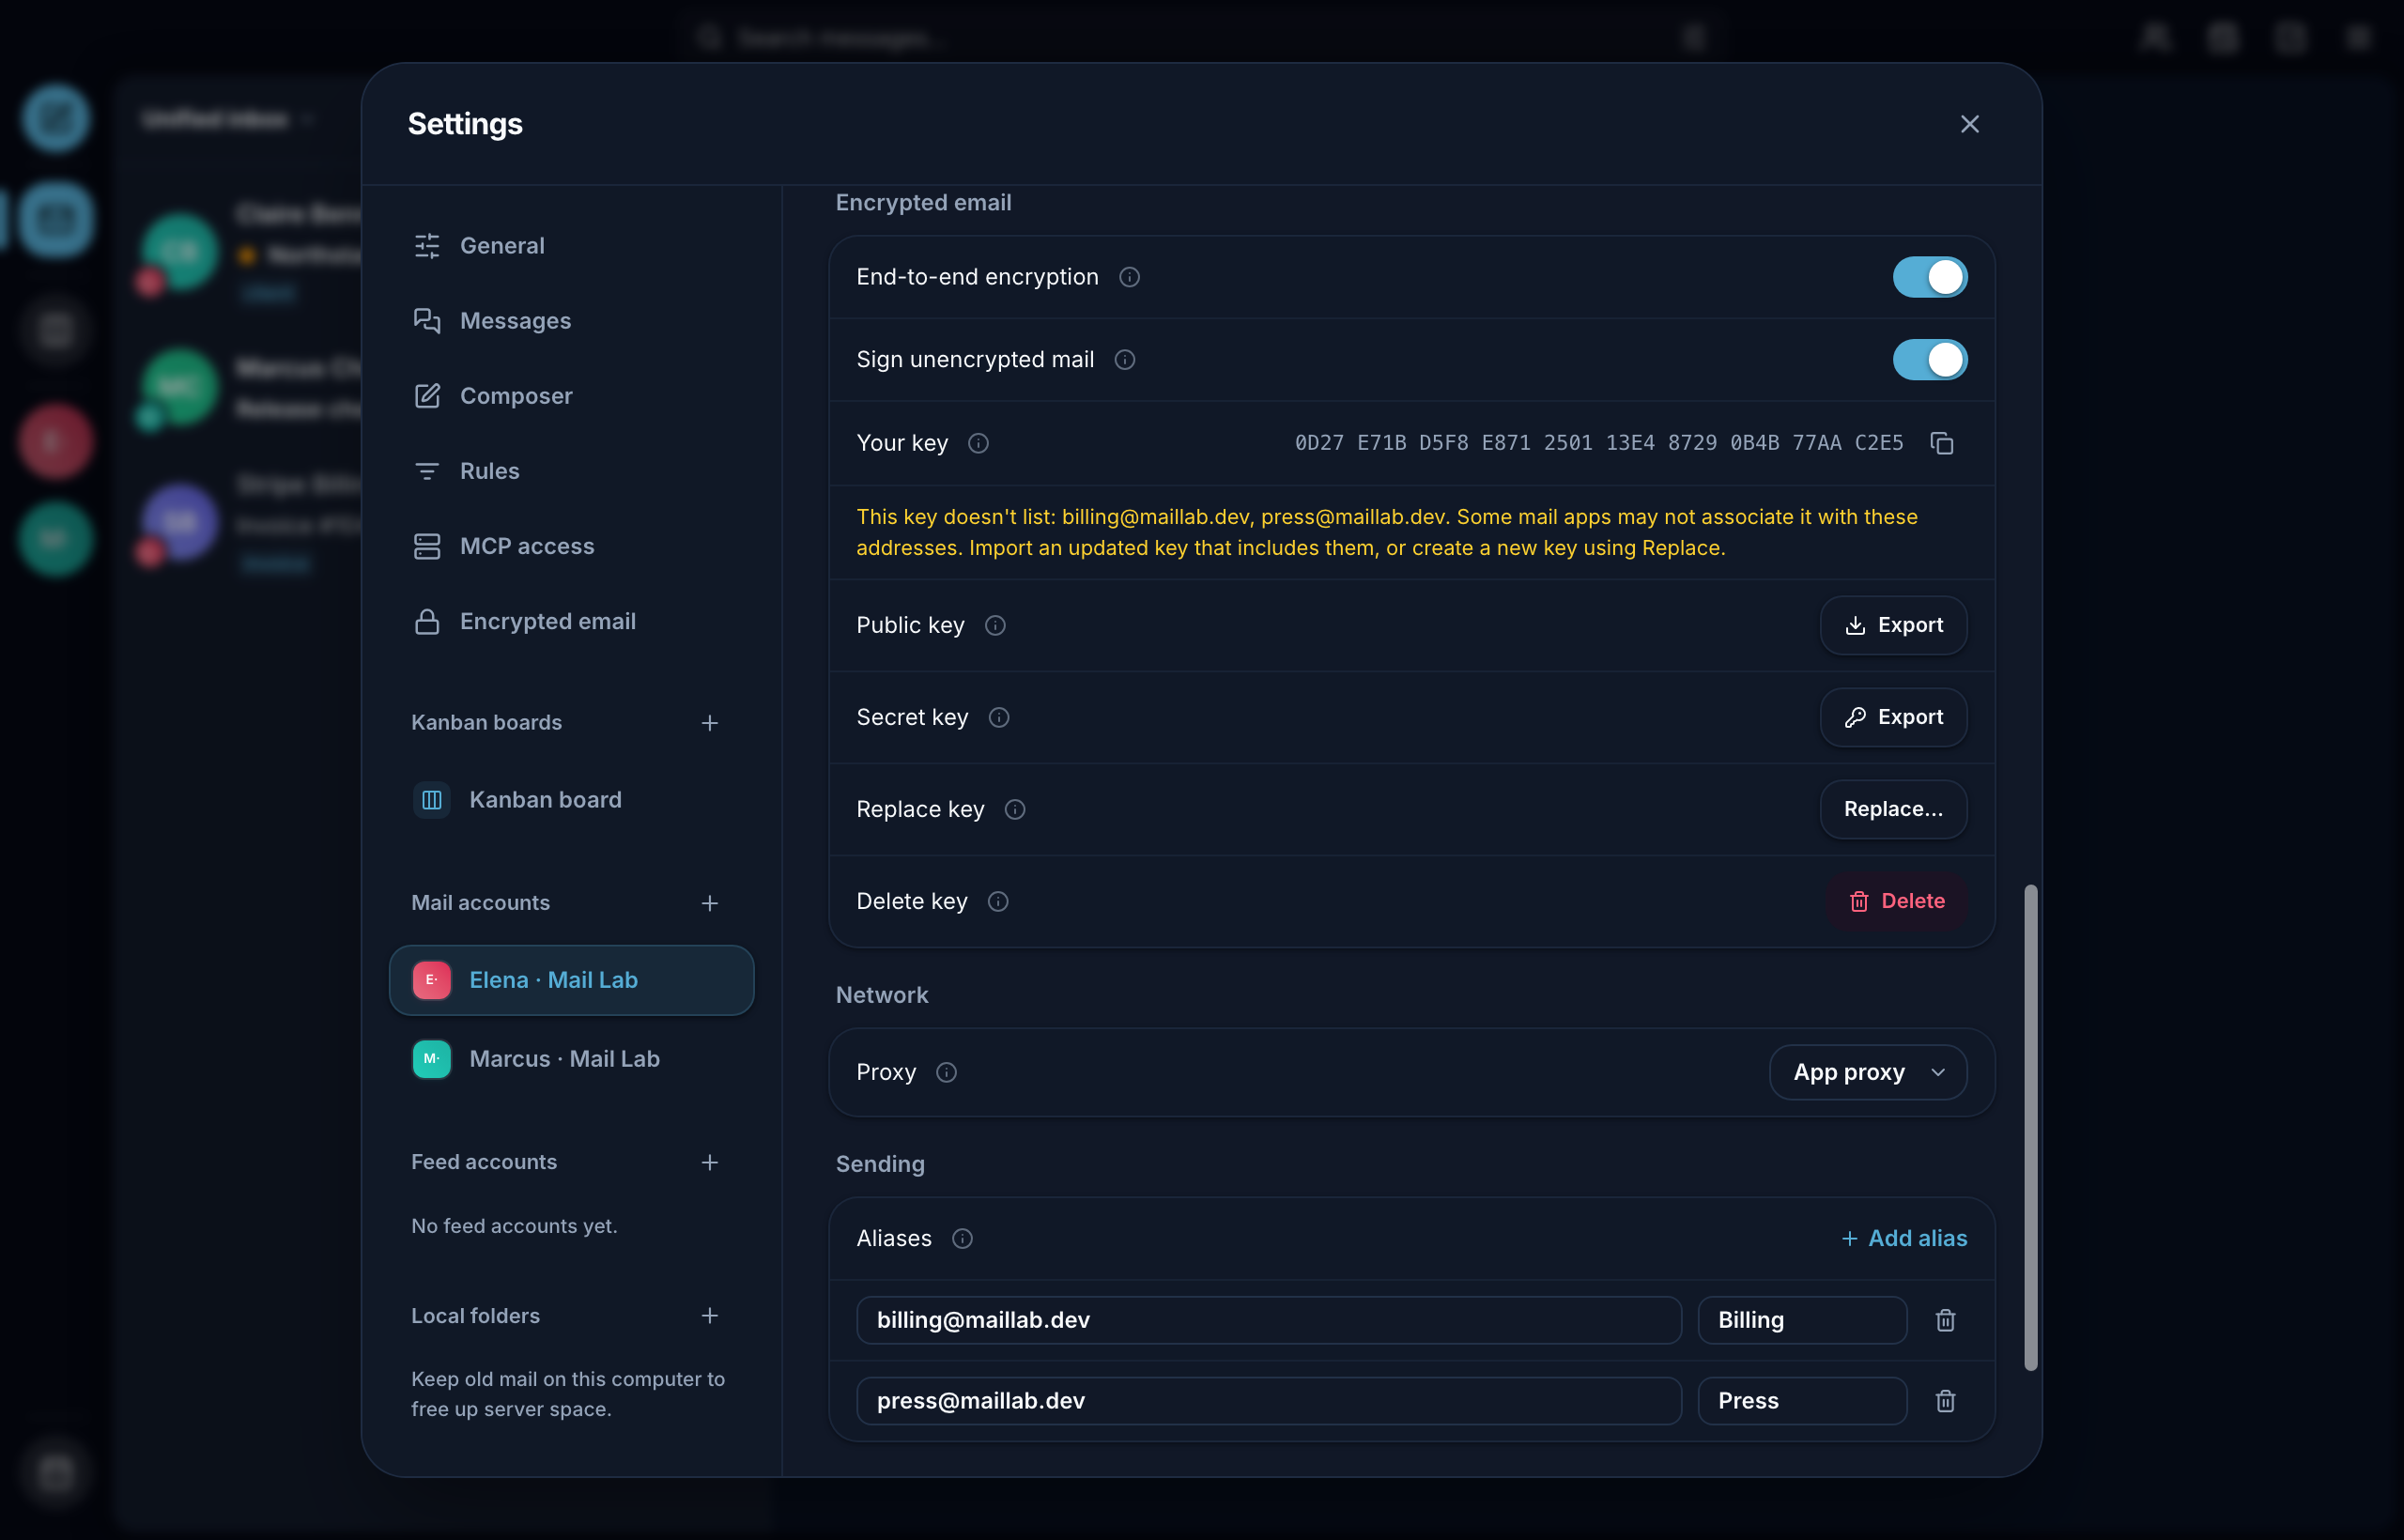 Search messages...
Unified inbox
Settings
General
Messages
Composer
Rules
MCP access
Encrypted email
Kanban boards
Kanban board
Mail accounts
E·
Elena · Mail Lab
M·
Marcus · Mail Lab
Feed accounts
No feed accounts yet.
Local folders
Keep old mail on this computer to
free up server space.
Encrypted email
End-to-end encryption
Sign unencrypted mail
Your key
0D27 E71B D5F8 E871 2501 13E4 8729 0B4B 77AA C2E5
This key doesn't list: billing@maillab.dev, press@maillab.dev. Some mail apps may not associate it with these
addresses. Import an updated key that includes them, or create a new key using Replace.
Public key
Export
Secret key
Export
Replace key
Replace...
Delete key
Delete
Network
Proxy
App proxy
Sending
Aliases
+ Add alias
billing@maillab.dev
Billing
press@maillab.dev
Press